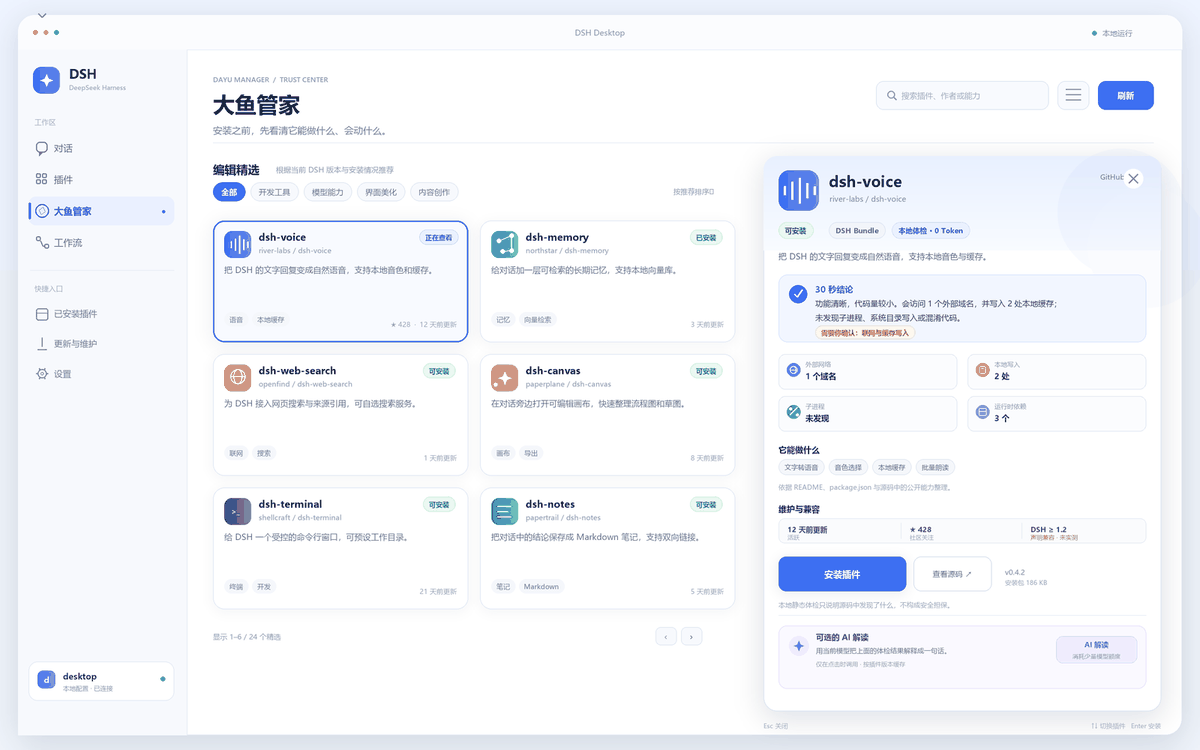 DSH Desktop
本地运行
DSH
DeepSeek Harness
工作区
对话
插件
大鱼管家
工作流
快捷入口
已安装插件
更新与维护
设置
d
desktop
本地配置 · 已连接
DAYU MANAGER / TRUST CENTER
大鱼管家
安装之前，先看清它能做什么、会动什么。
搜索插件、作者或能力
刷新
编辑精选
根据当前 DSH 版本与安装情况推荐
全部
开发工具
模型能力
界面美化
内容创作
按推荐排序
dsh-voice
正在查看
river-labs / dsh-voice
把 DSH 的文字回复变成自然语音，支持本地音色和缓存。
语音
本地缓存
★ 428 · 12 天前更新
dsh-memory
已安装
northstar / dsh-memory
给对话加一层可检索的长期记忆，支持本地向量库。
记忆
向量检索
3 天前更新
dsh-web-search
可安装
openfind / dsh-web-search
为 DSH 接入网页搜索与来源引用，可自选搜索服务。
联网
搜索
1 天前更新
dsh-canvas
可安装
paperplane / dsh-canvas
在对话旁边打开可编辑画布，快速整理流程图和草图。
画布
导出
8 天前更新
>_
dsh-terminal
可安装
shellcraft / dsh-terminal
给 DSH 一个受控的命令行窗口，可预设工作目录。
终端
开发
21 天前更新
dsh-notes
可安装
papertrail / dsh-notes
把对话中的结论保存成 Markdown 笔记，支持双向链接。
笔记
Markdown
5 天前更新
显示 1–6 / 24 个精选
‹
›
dsh-voice
GitHub
river-labs / dsh-voice
可安装
DSH Bundle
本地体检 • 0 Token
把 DSH 的文字回复变成自然语音，支持本地音色与缓存。
30 秒结论
功能清晰，代码量较小。会访问 1 个外部域名，并写入 2 处本地缓存；
未发现子进程、系统目录写入或混淆代码。
需要你确认：联网与缓存写入
外部网络
1 个域名
本地写入
2 处
子进程
未发现
运行时依赖
3 个
它能做什么
文字转语音
音色选择
本地缓存
批量朗读
依据 README、package.json 与源码中的公开能力整理。
维护与兼容
12 天前更新
活跃
★ 428
社区关注
DSH ≥ 1.2
声明兼容 · 未实测
安装插件
查看源码 ↗
v0.4.2
安装包 186 KB
本地静态体检只说明源码中发现了什么，不构成安全担保。
可选的 AI 解读
用当前模型把上面的体检结果解释成一句话。
仅在点击时调用 · 按插件版本缓存
AI 解读
消耗少量模型额度
Esc 关闭
↑↓ 切换插件
Enter 安装